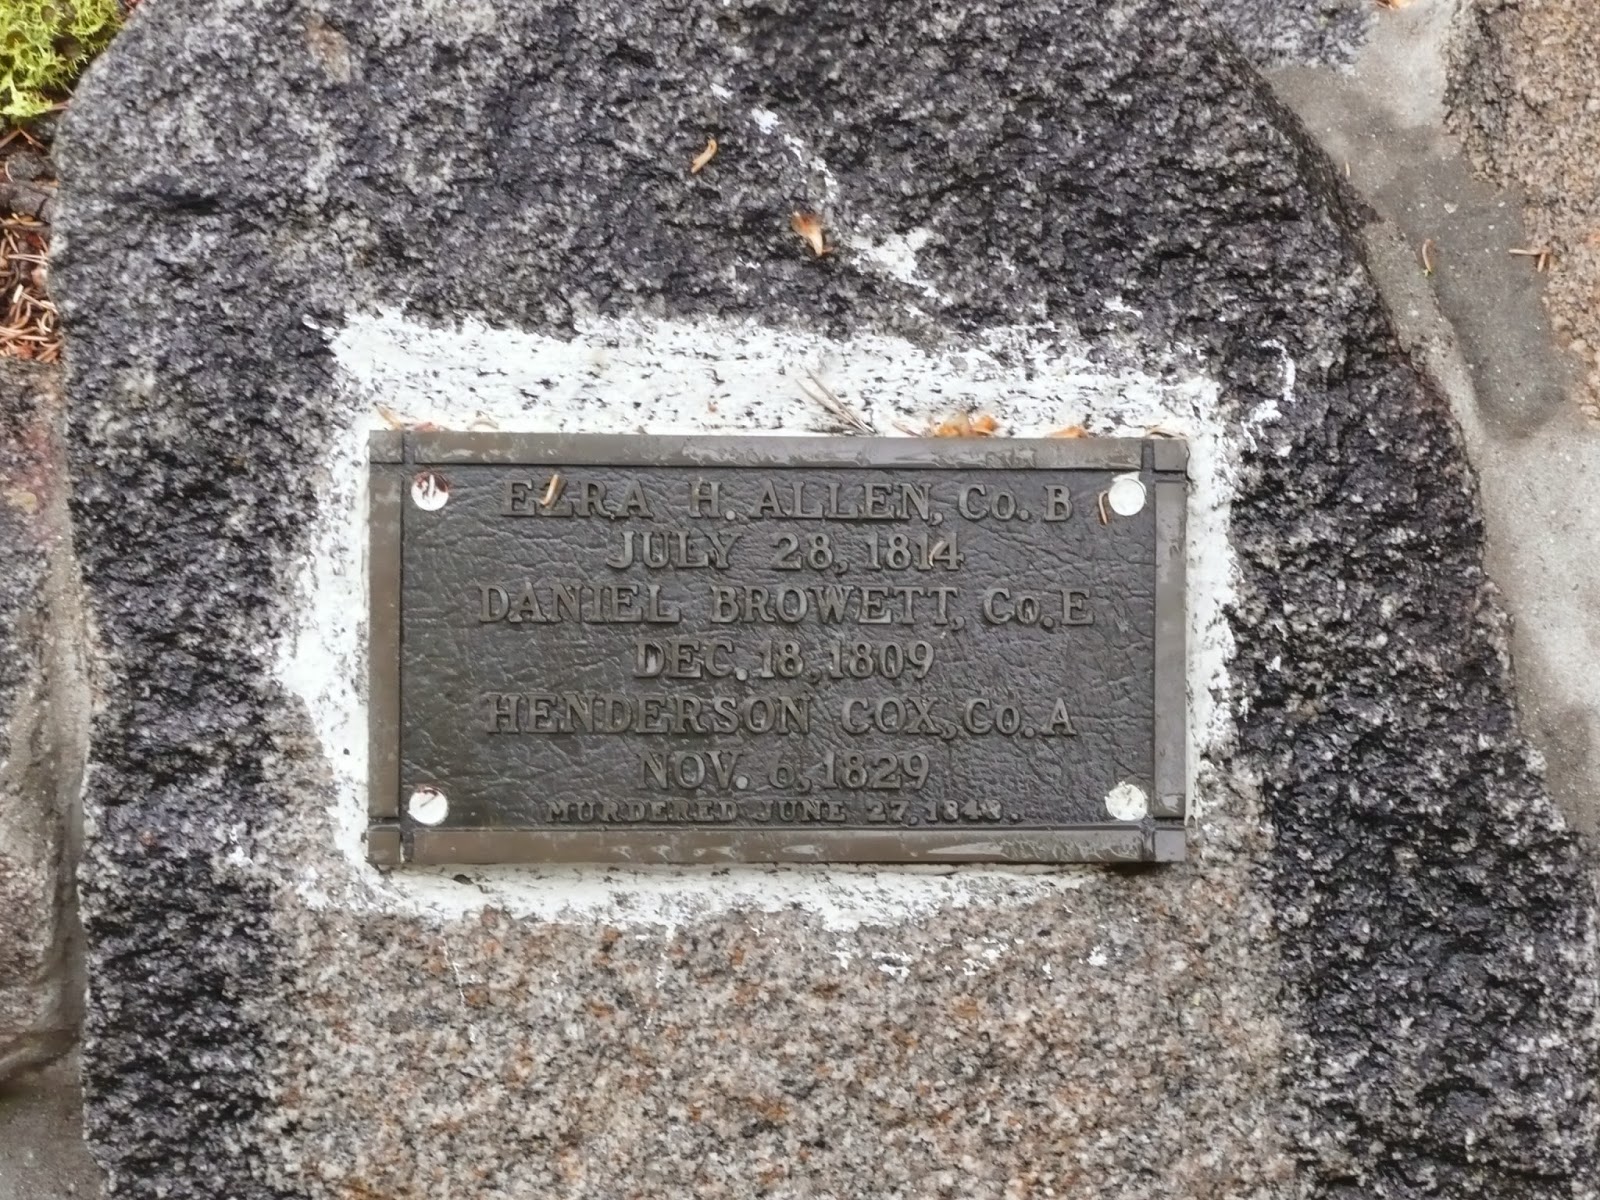 EZRA H. ALLEN, Co. B
JULY 28, 1814
DANIEL BROWETT, Co. E
DEC. 18, 1809
HENDERSON COX, Co. A
NOV. 6, 1829
MURDERED JUNE 27, 1848.